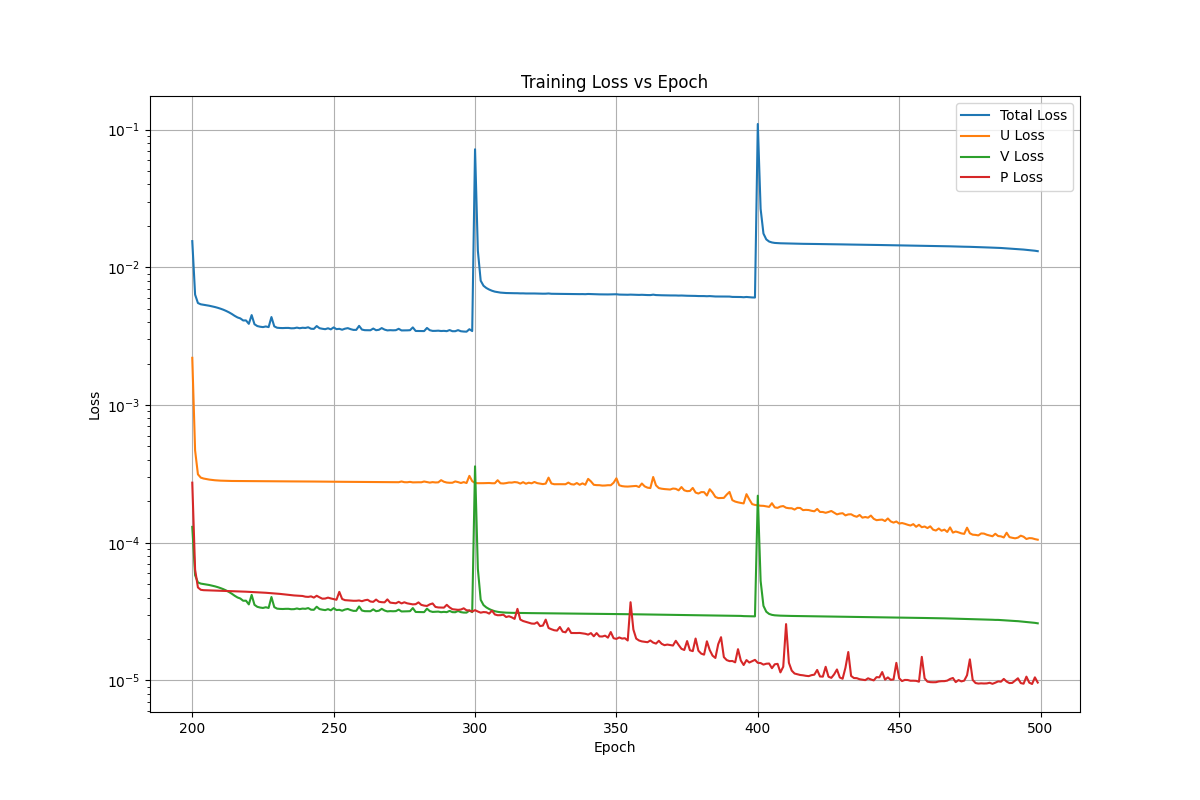 Training Loss vs Epoch
Total Loss
U Loss
V Loss
P Loss
Loss
10⁻¹
10⁻²
10⁻³
10⁻⁴
10⁻⁵
200 250 300 350 400 450 500
Epoch